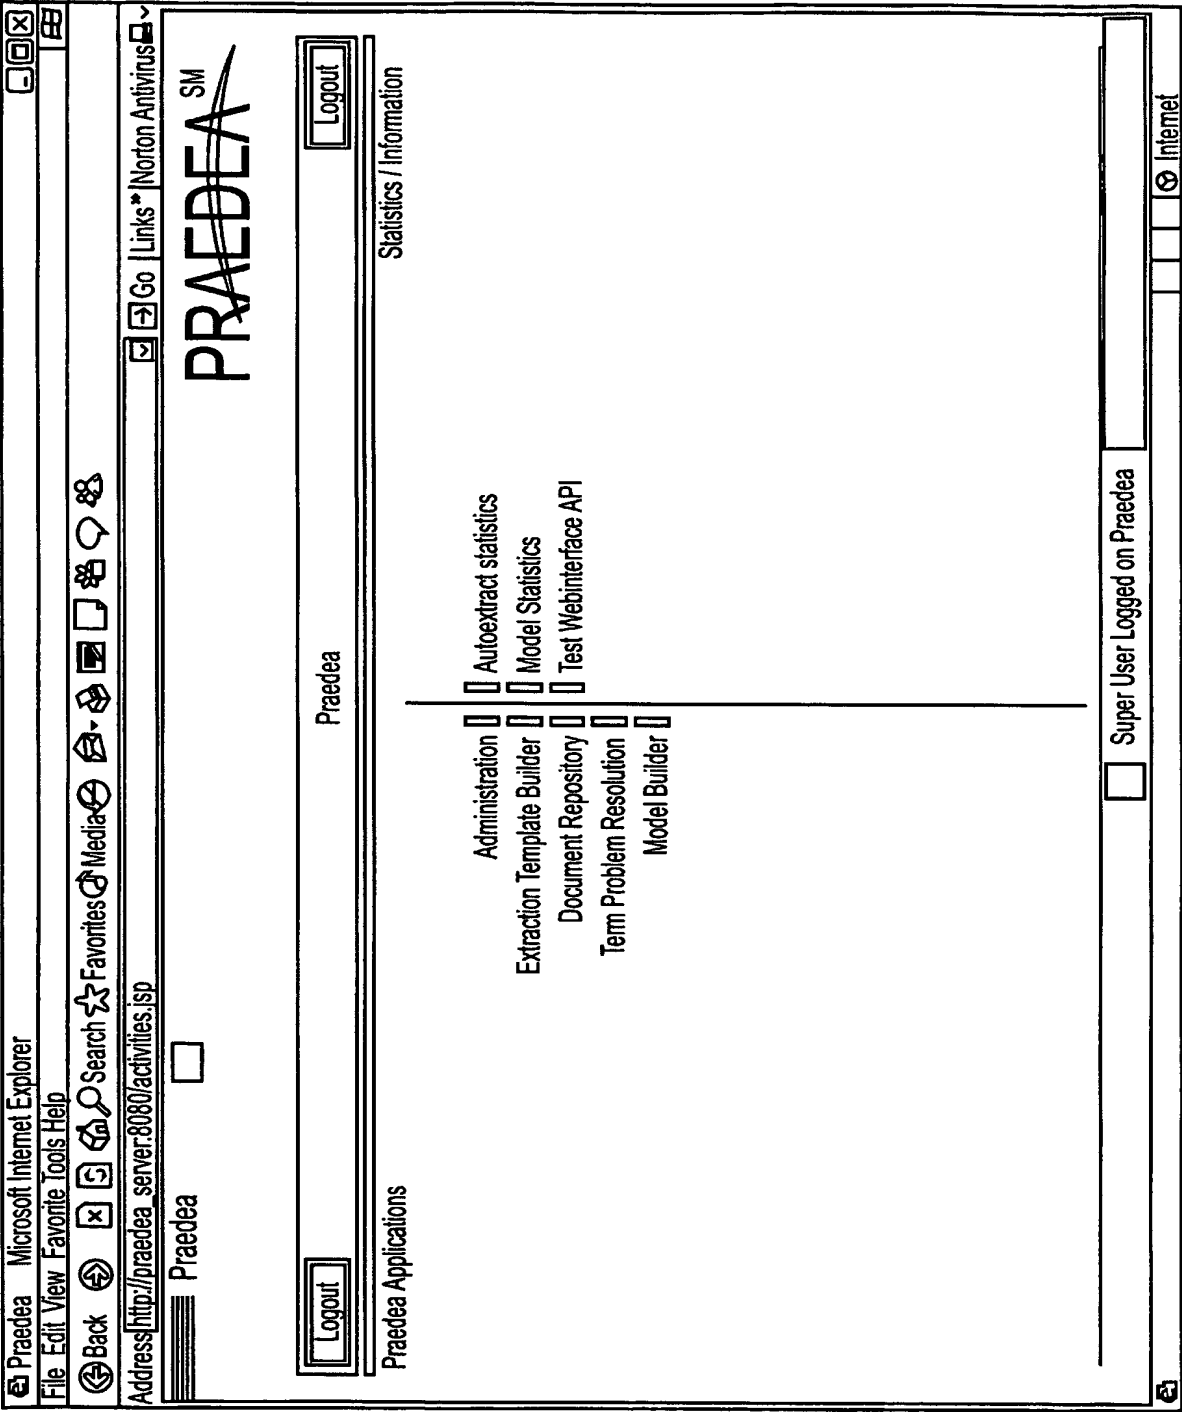 Praedea Microsoft Internet Explorer
File Edit View Favorite Tools Help
Back Search Favorites Media
Address http://praedea_server:8080/activities.jsp Go Links» Norton Antivirus
Praedea
PRAEDEA SM
Logout Praedea Logout
Praedea Applications Statistics / Information
Administration Autoextract statistics
Extraction Template Builder Model Statistics
Document Repository Test Webinterface API
Term Problem Resolution
Model Builder
Super User Logged on Praedea
Internet